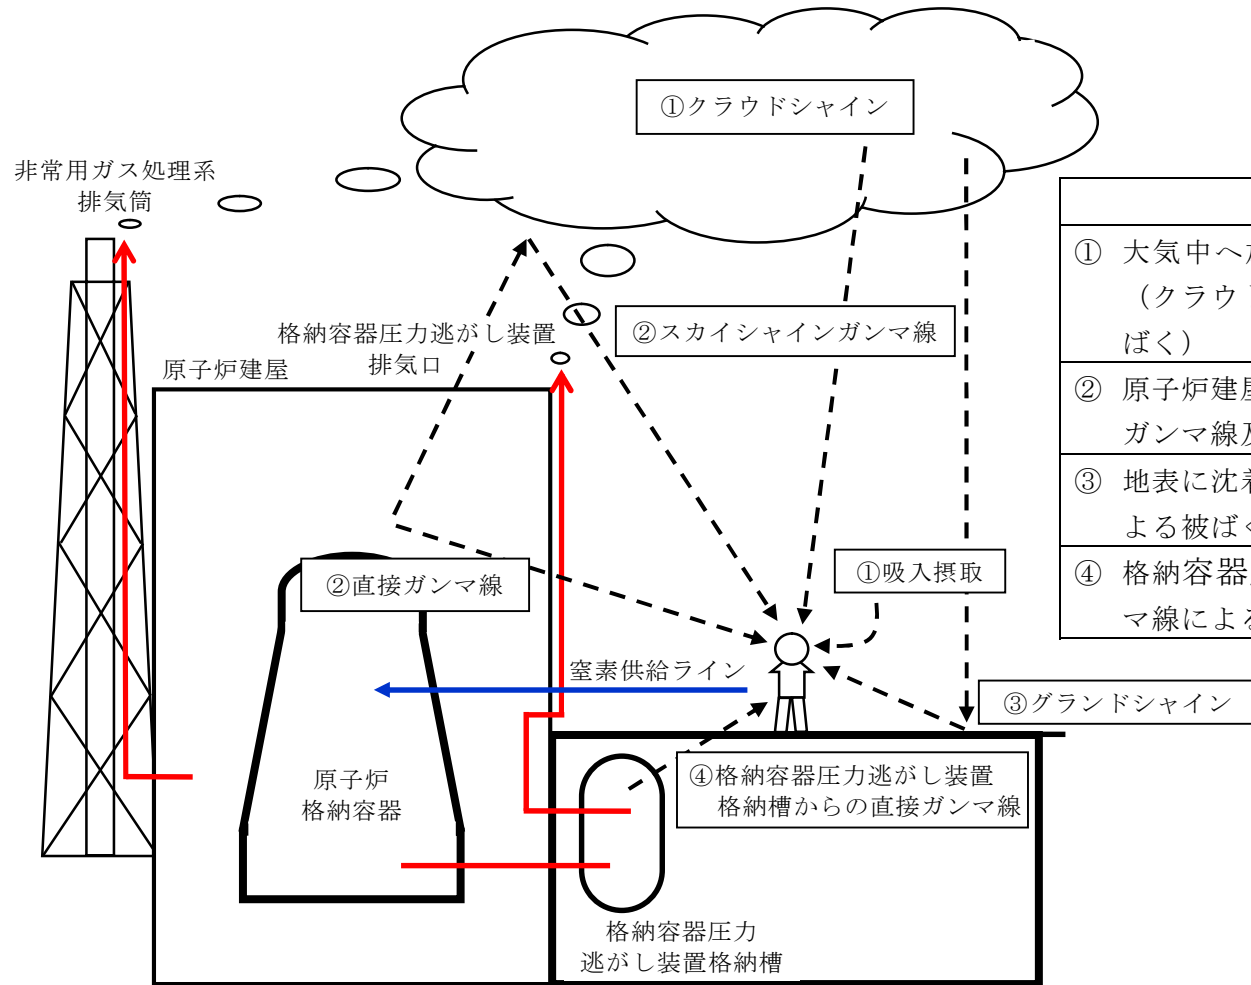 ①クラウドシャイン
非常用ガス処理系
排気筒
②スカイシャインガンマ線
格納容器圧力逃がし装置
排気口
原子炉建屋
②直接ガンマ線
①吸入摂取
窒素供給ライン
③グランドシャイン
原子炉
格納容器
④格納容器圧力逃がし装置
格納槽からの直接ガンマ線
格納容器圧力
逃がし装置格納槽
① 大気中へ
（クラウ
ばく）
② 原子炉建
ガンマ線
③ 地表に沈
よる被ば
④ 格納容器
マ線による